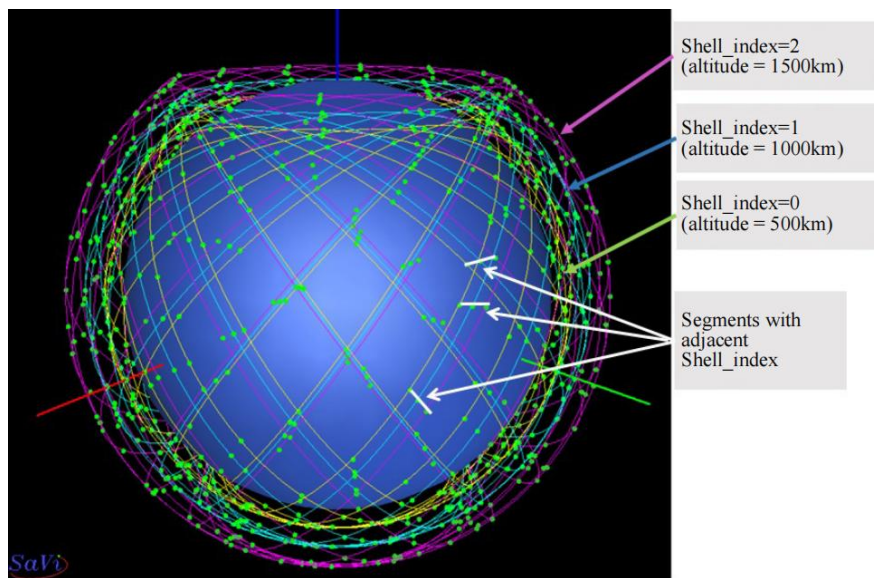 Shell_index=2
(altitude = 1500km)
Shell_index=1
(altitude = 1000km)
Shell_index=0
(altitude = 500km)
Segments with
adjacent
Shell_index
SaVi